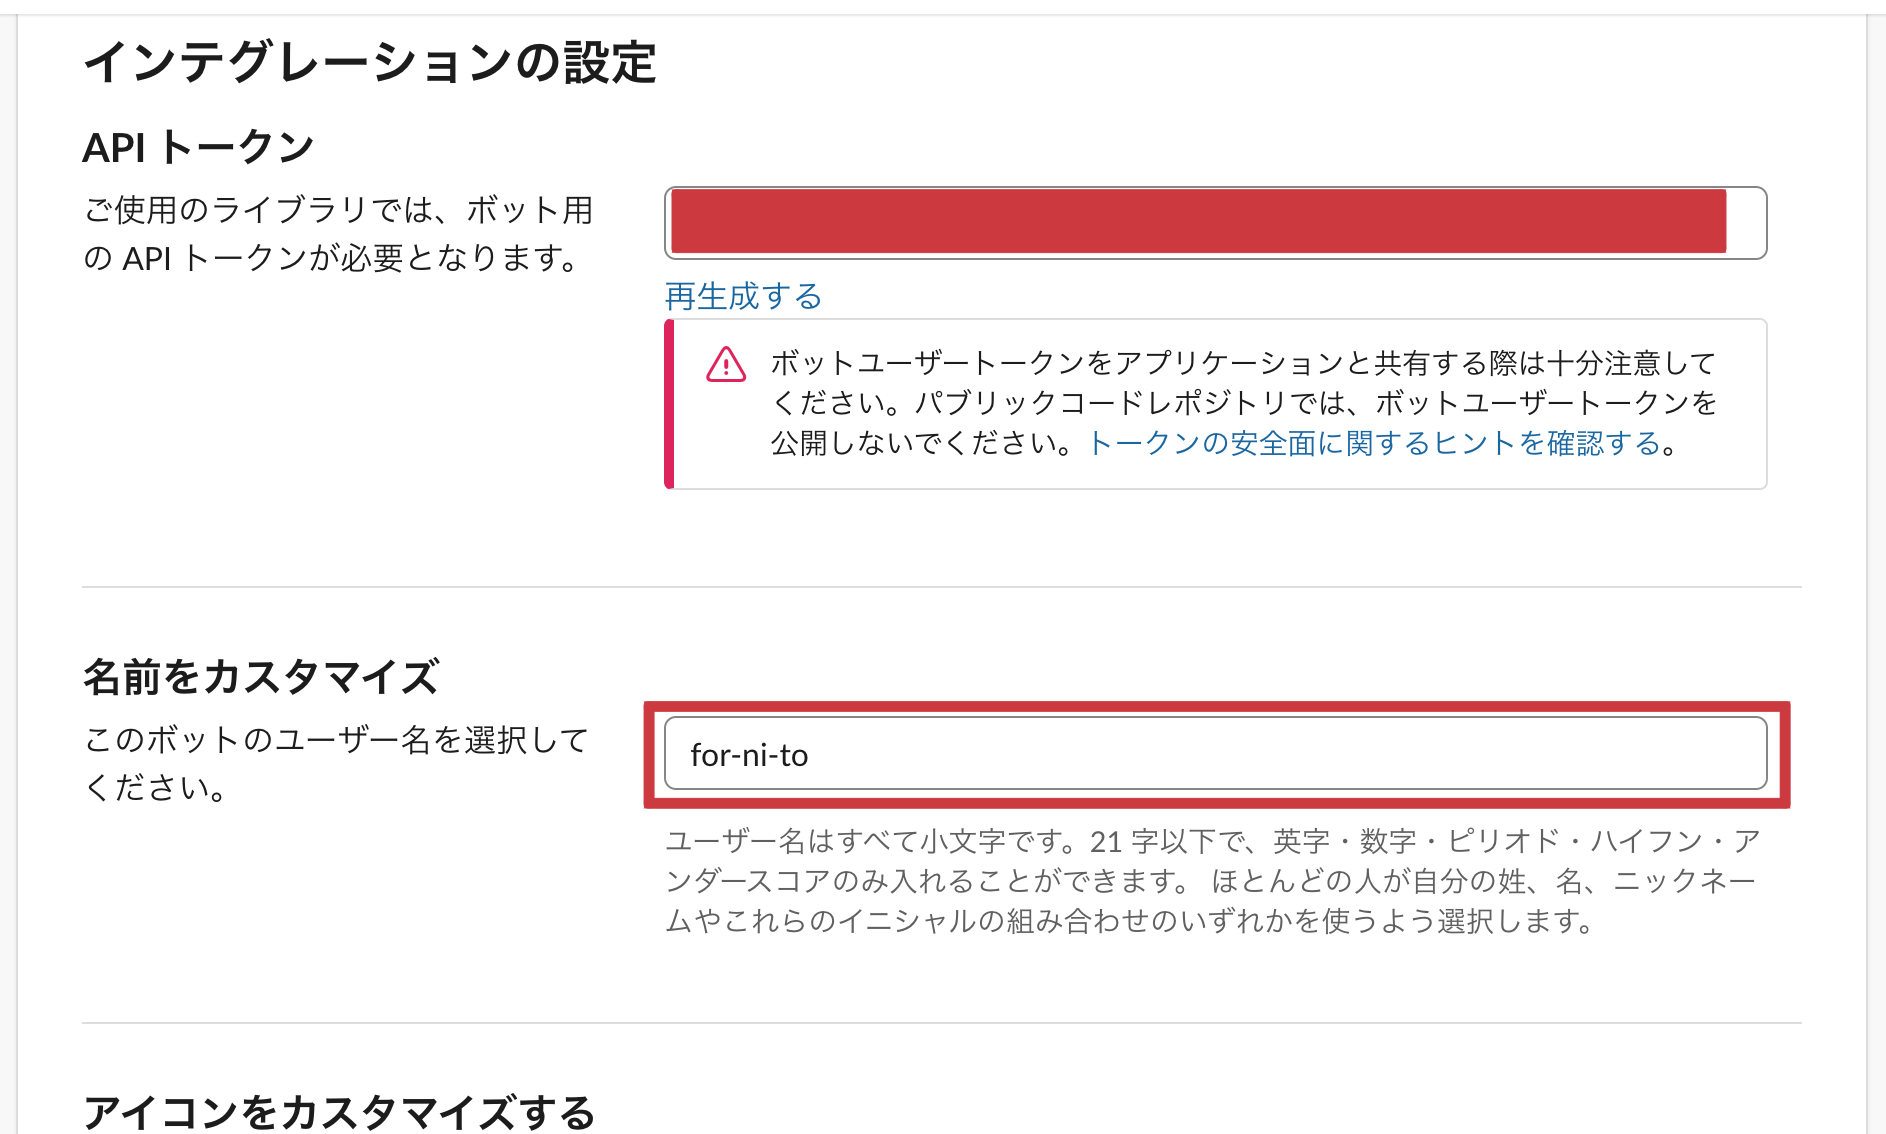 インテグレーションの設定
API トークン
ご使用のライブラリでは、ボット用
の API トークンが必要となります。
再生成する
ボットユーザートークンをアプリケーションと共有する際は十分注意して
ください。パブリックコードレポジトリでは、ボットユーザートークンを
公開しないでください。トークンの安全面に関するヒントを確認する。
名前をカスタマイズ
このボットのユーザー名を選択して
ください。
for-ni-to
ユーザー名はすべて小文字です。21 字以下で、英字・数字・ピリオド・ハイフン・ア
ンダースコアのみ入れることができます。 ほとんどの人が自分の姓、名、ニックネー
ムやこれらのイニシャルの組み合わせのいずれかを使うよう選択します。
アイコンをカスタマイズする